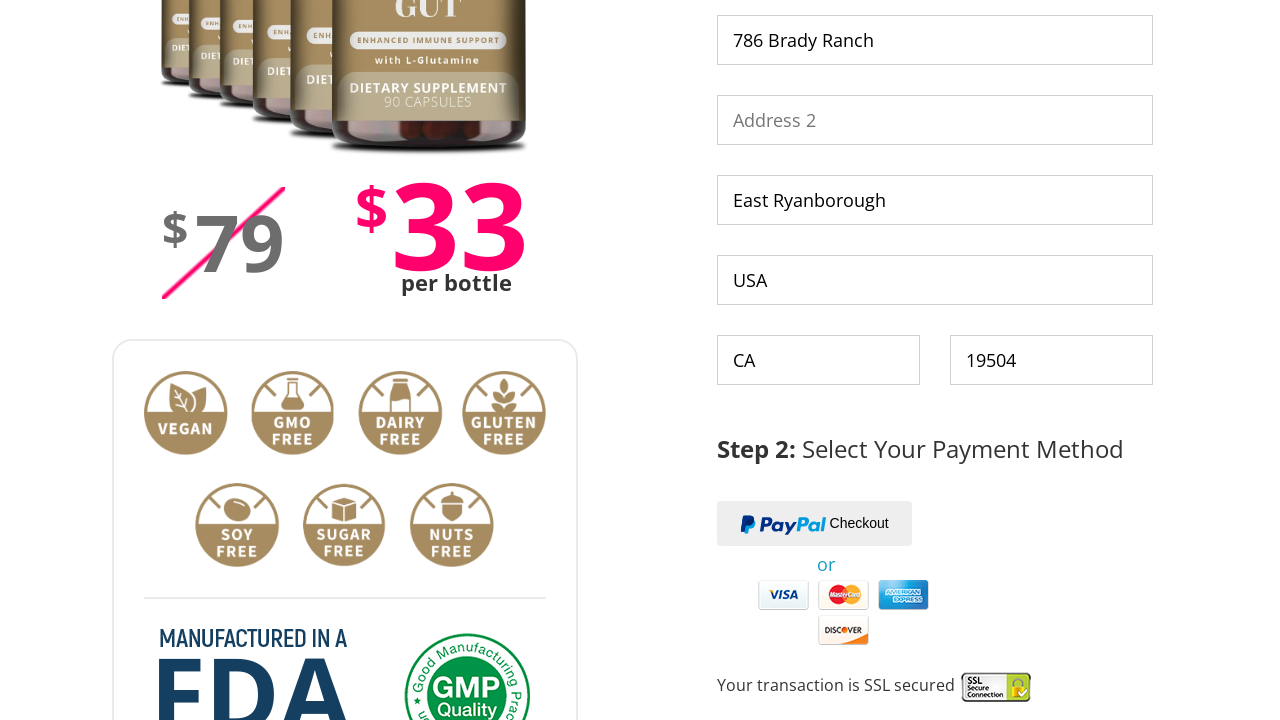 GUT
ENHANCED IMMUNE SUPPORT
with L-Glutamine
DIETARY SUPPLEMENT
90 CAPSULES
$79
$33
per bottle
VEGAN
GMO FREE
DAIRY FREE
GLUTEN FREE
SOY FREE
SUGAR FREE
NUTS FREE
MANUFACTURED IN A
FDA
Good Manufacturing
GMP
Quality
786 Brady Ranch
Address 2
East Ryanborough
USA
CA
19504
Step 2: Select Your Payment Method
PayPal Checkout
or
VISA
MasterCard
AMERICAN EXPRESS
DISCOVER
Your transaction is SSL secured
SSL
Secure
Connection